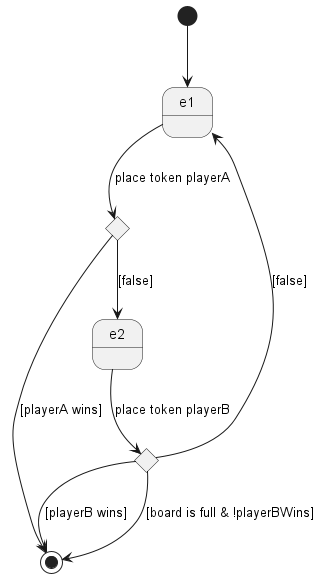 e1
place token playerA
[false]
[false]
e2
[playerA wins]
place token playerB
[playerB wins]
[board is full & !playerBWins]